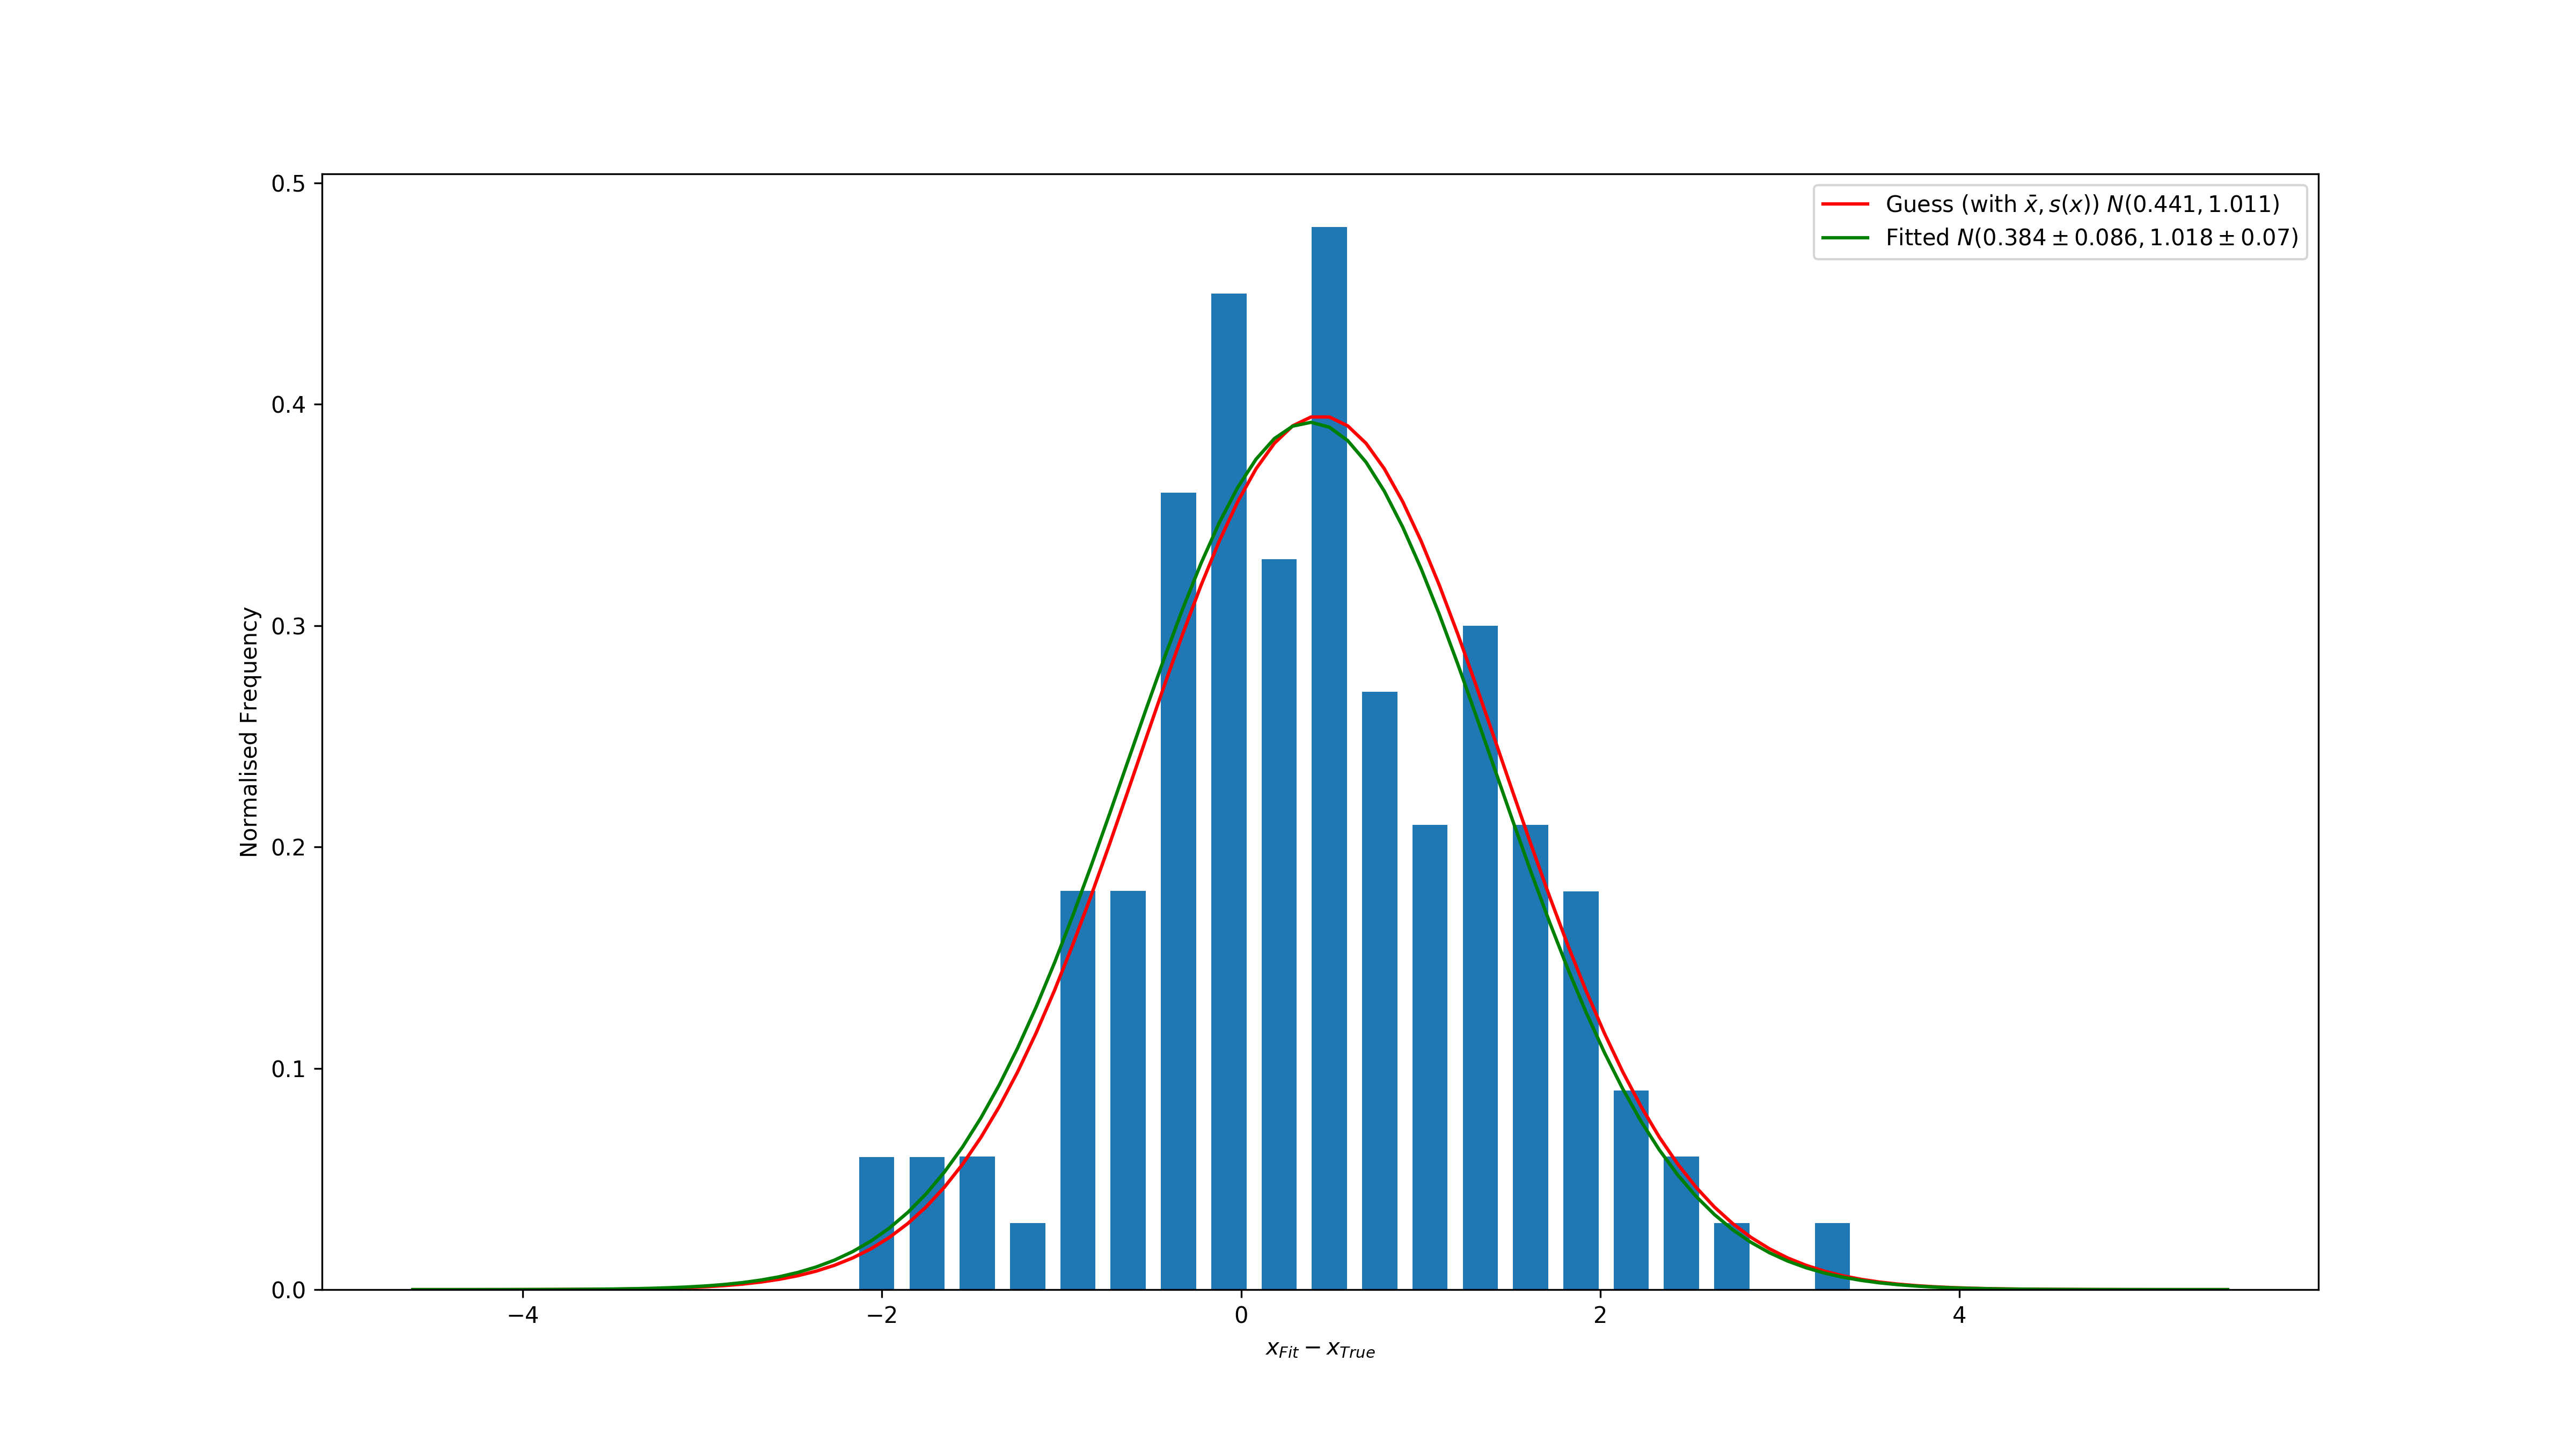 Guess (with x̄, s(x)) N(0.441, 1.011)
Fitted N(0.384 ± 0.086, 1.018 ± 0.07)
Normalised Frequency
0.5
0.4
0.3
0.2
0.1
0.0
−4
−2
0
2
4
x_Fit − x_True